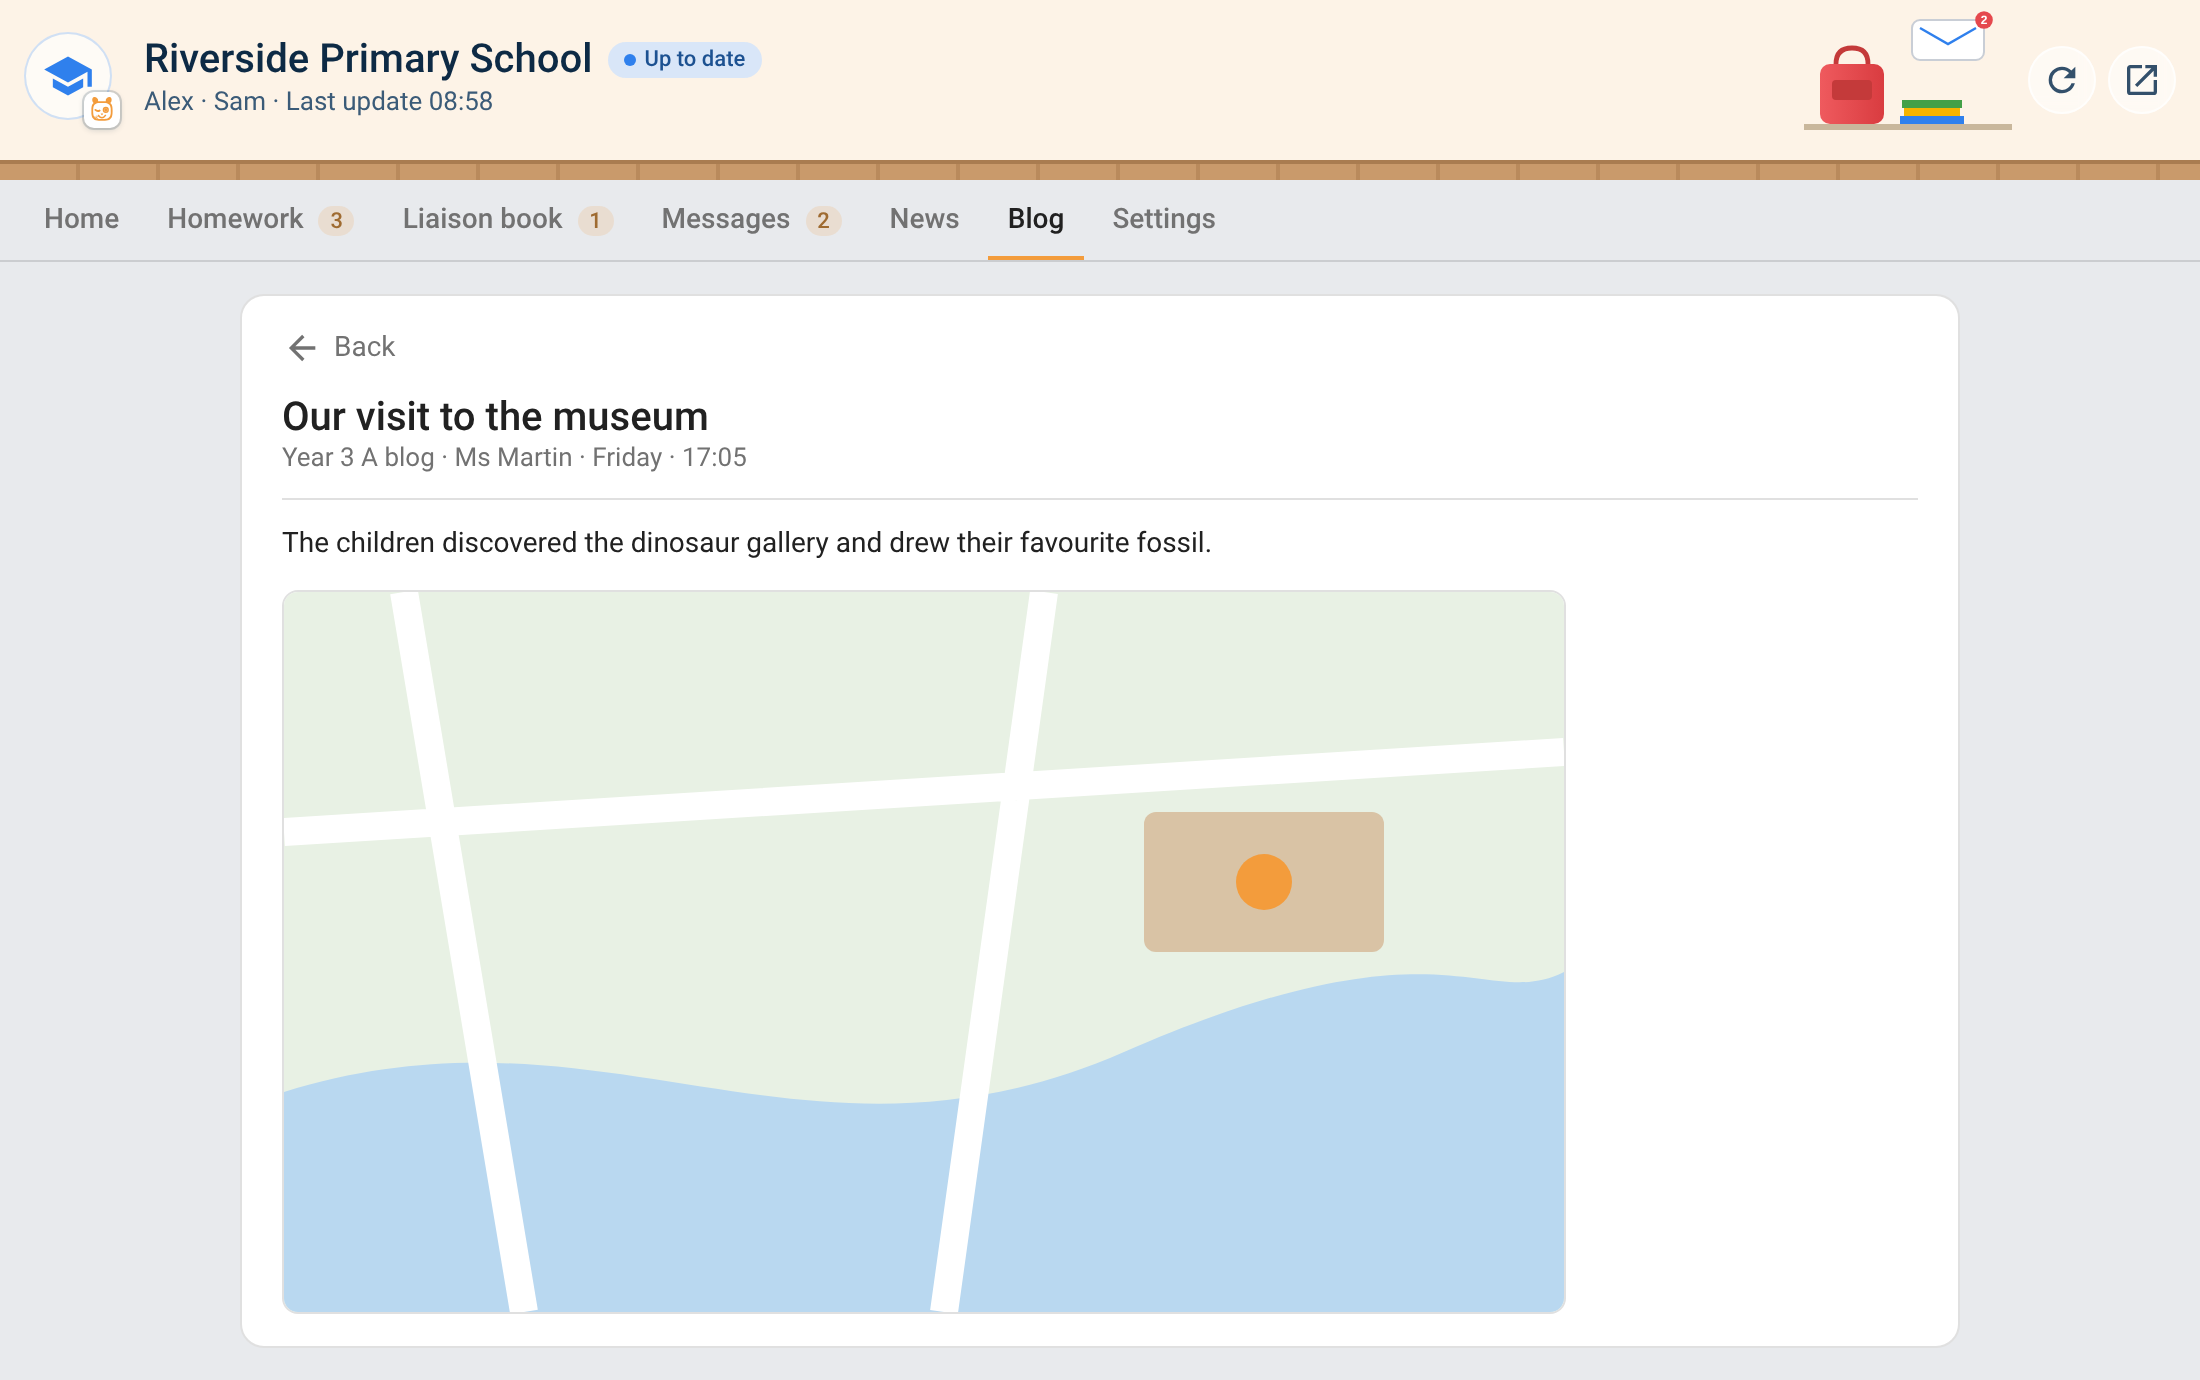 Riverside Primary School
Up to date
Alex · Sam · Last update 08:58
2
Home
Homework 3
Liaison book 1
Messages 2
News
Blog
Settings
Back
Our visit to the museum
Year 3 A blog · Ms Martin · Friday · 17:05
The children discovered the dinosaur gallery and drew their favourite fossil.